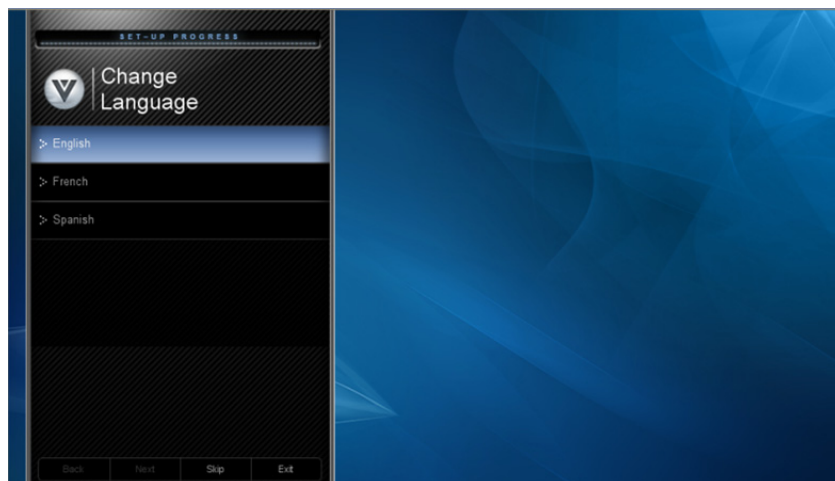 SET-UP PROGRESS
Change
Language
English
French
Spanish
Back Next Skip Exit